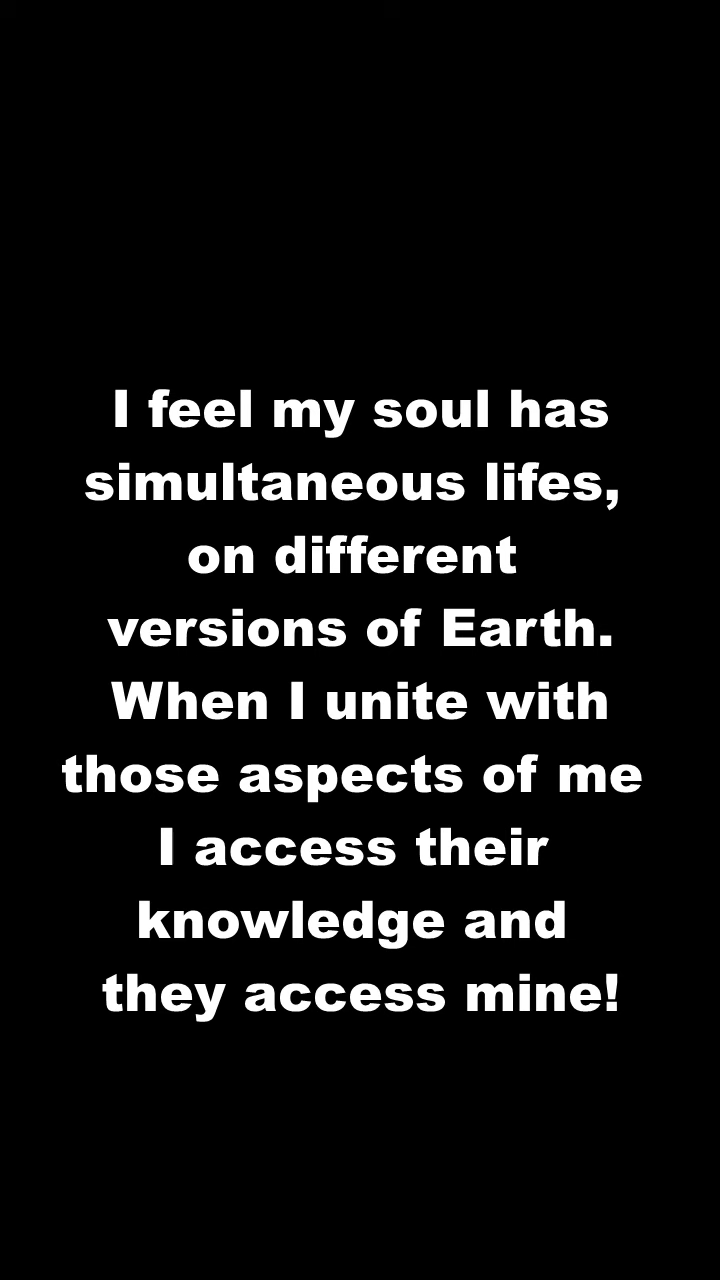 I feel my soul has
simultaneous lifes,
on different
versions of Earth.
When I unite with
those aspects of me
I access their
knowledge and
they access mine!